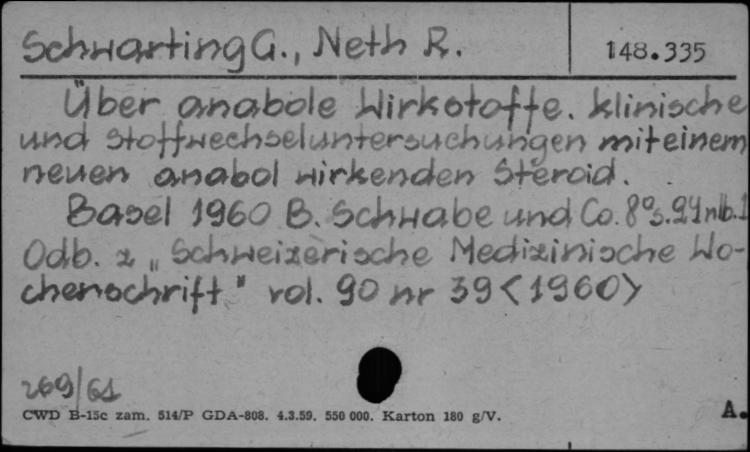 Schwarting G., Neth R.
148.335
Über anabole Wirkstoffe. Klinische
und Stoffwechseluntersuchungen mit einem
neuen anabol wirkenden Steroid.
Basel 1960 B. Schwabe und Co. 8° s.
Odb. z „Schweizerische Medizinische Wo-
chenschrift" vol. 90 nr 39 <1960>
269/61
CWD B-15c zam. 514/P GDA-808. 4.3.59. 550 000. Karton 180 g/V.
A.